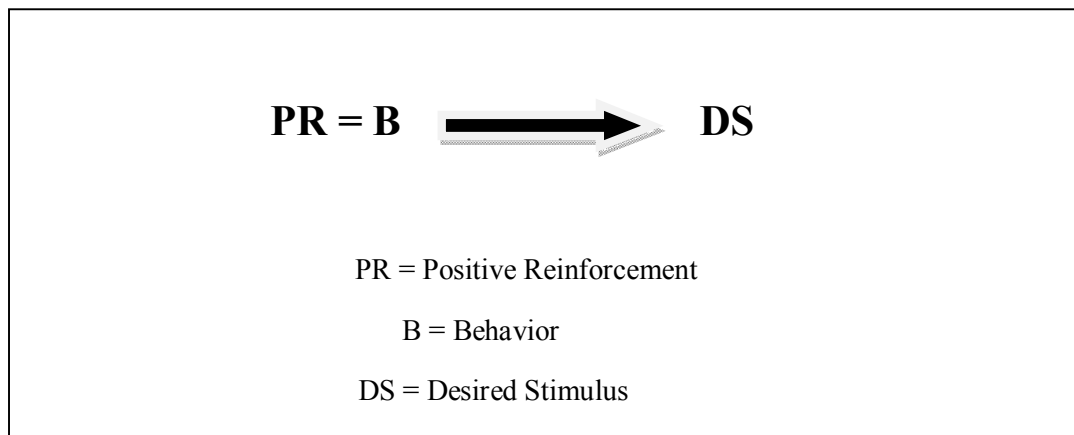 PR = B DS
PR = Positive Reinforcement
B = Behavior
DS = Desired Stimulus